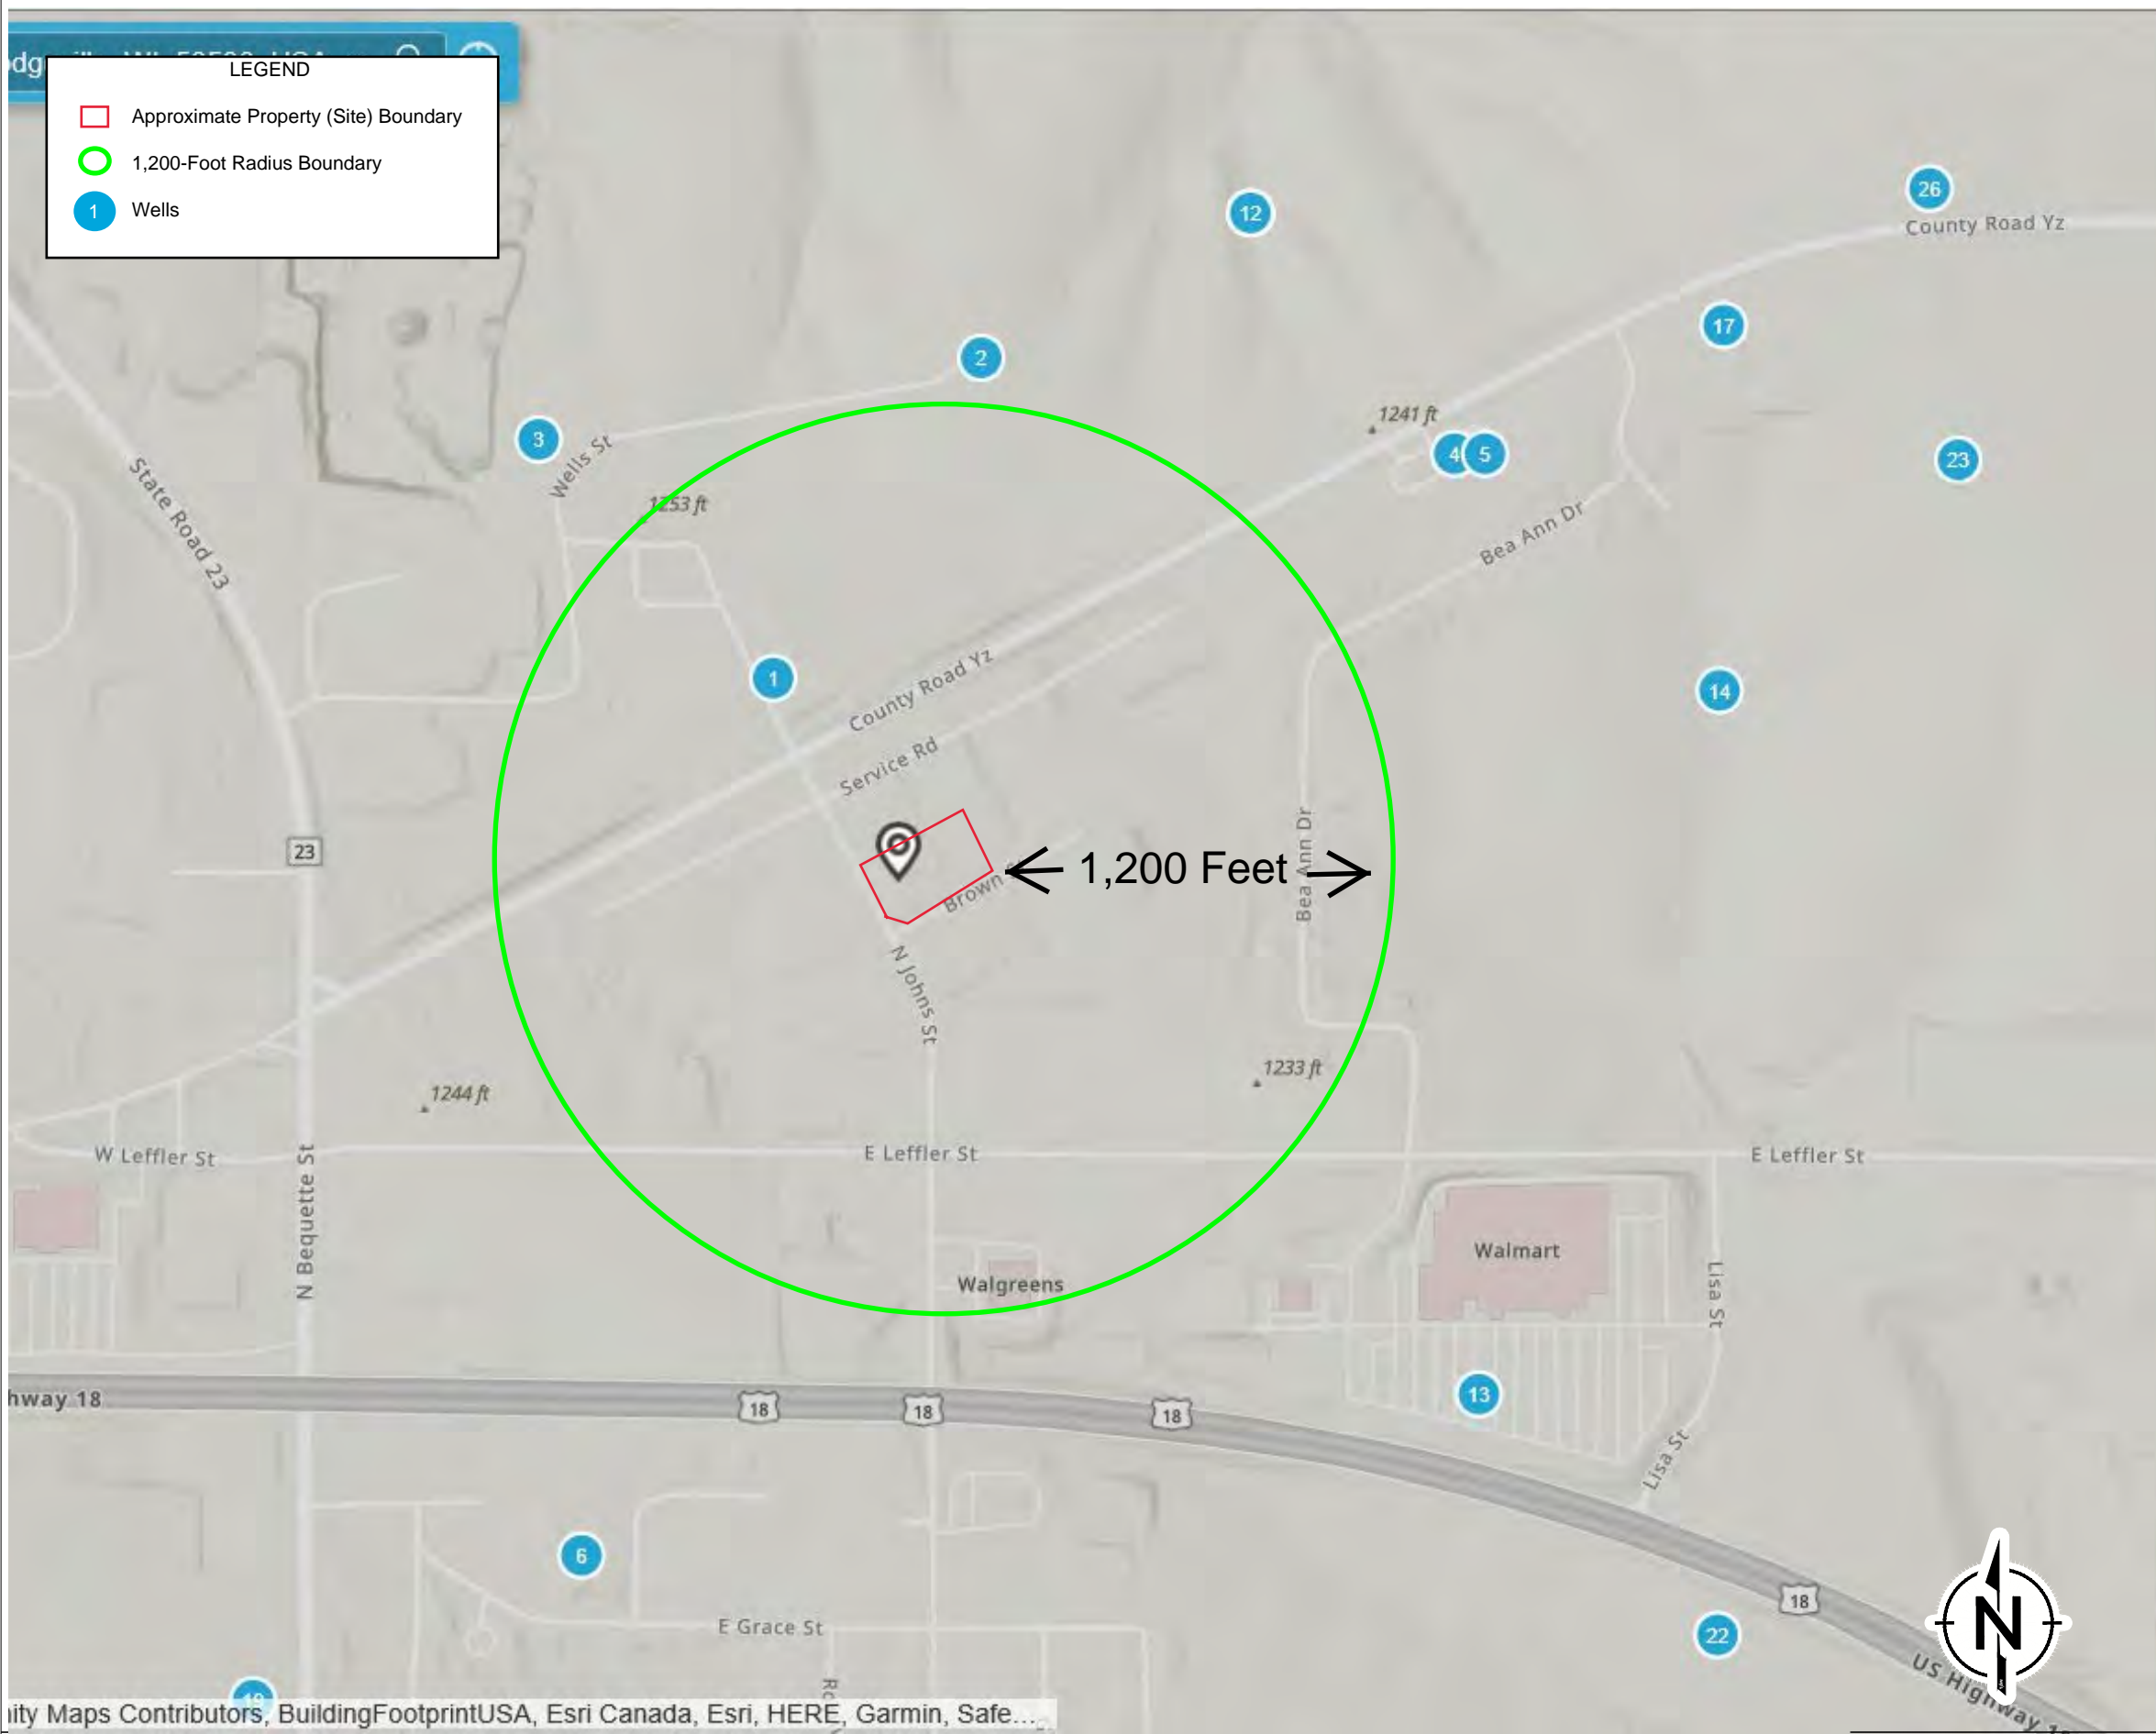 LEGEND
Approximate Property (Site) Boundary
1,200-Foot Radius Boundary
1 Wells
26
12
County Road Yz
17
2
1241 ft
3
Wells St
4 5
23
State Road 23
1253 ft
Bea Ann Dr
County Road Yz
1
14
Service Rd
23
Bea Ann Dr
1,200 Feet
Brown
N Johns St
1233 ft
1244 ft
W Leffler St
E Leffler St
E Leffler St
N Bequette St
Walmart
Walgreens
Lisa St
13
hway 18
18
18
18
Lisa St
6
18
E Grace St
22
N
US Highway
ity Maps Contributors, BuildingFootprintUSA, Esri Canada, Esri, HERE, Garmin, Safe...